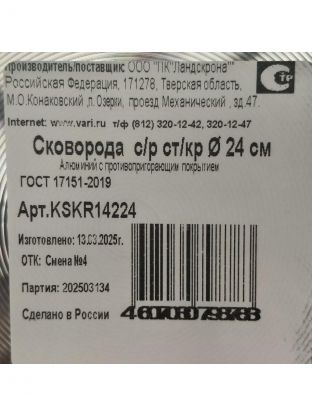 Производитель/поставщик: ООО "ПК"Ландскрона"
Российская Федерация, 171278, Тверская область,
М.О.Конаковский л.Озерки, проезд Механический , зд.47.
Internet: www.vari.ru т/ф (812) 320-12-42, 320-12-47
Сковорода с/р ст/кр Ø 24 см
Алюминий с противопригорающим покрытием
ГОСТ 17151-2019
Арт.KSKR14224
Изготовлено: 13.03.2025г.
ОТК: Смена №4
Партия: 202503134
Сделано в России